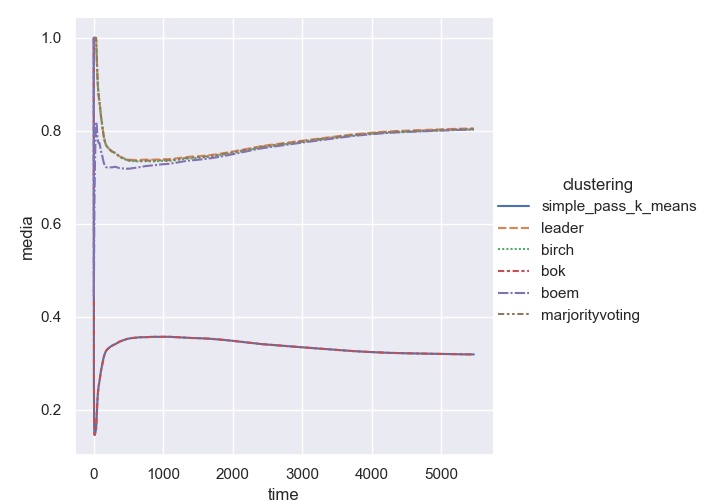 1.0
0.8
0.6
0.4
0.2
media
0
1000
2000
3000
4000
5000
time
clustering
simple_pass_k_means
leader
birch
bok
boem
marjorityvoting